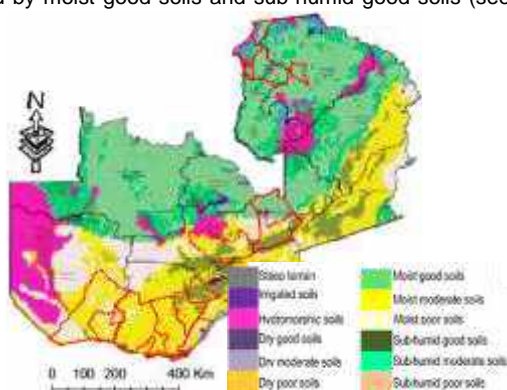 d by moist good soils and sub-humid good soils (see
N
Steep terrain
Irrigated soils
Hydromorphic soils
Dry good soils
Dry moderate soils
Dry poor soils
Moist good soils
Moist moderate soils
Moist poor soils
Sub-humid good soils
Sub-humid moderate soils
Sub-humid poor soils
0 100 200 400 Km